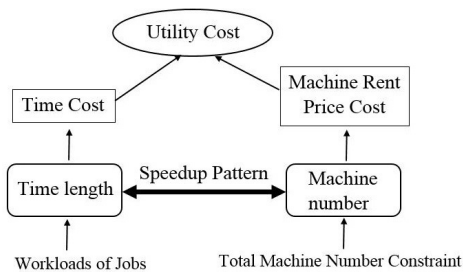 Utility Cost
Time Cost
Machine Rent
Price Cost
Time length
Speedup Pattern
Machine
number
Workloads of Jobs
Total Machine Number Constraint